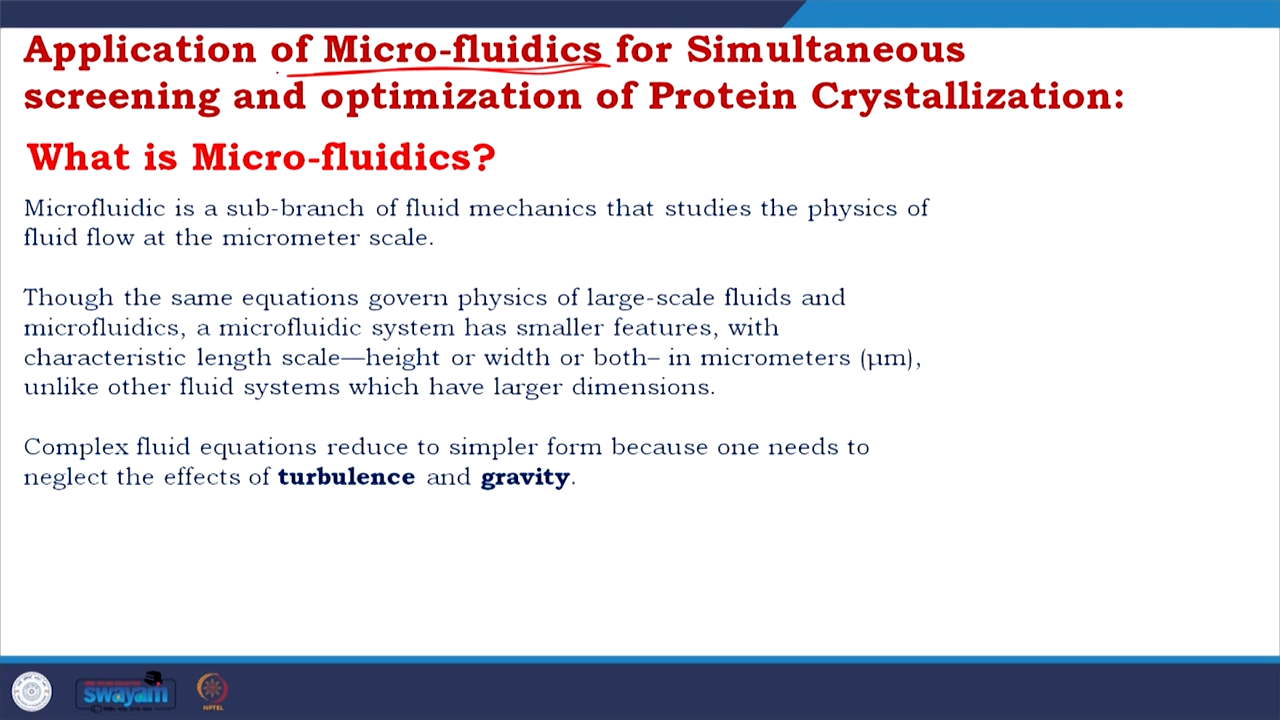 Application of Micro-fluidics for Simultaneous
screening and optimization of Protein Crystallization:
What is Micro-fluidics?
Microfluidic is a sub-branch of fluid mechanics that studies the physics of
fluid flow at the micrometer scale.
Though the same equations govern physics of large-scale fluids and
microfluidics, a microfluidic system has smaller features, with
characteristic length scale—height or width or both– in micrometers (μm),
unlike other fluid systems which have larger dimensions.
Complex fluid equations reduce to simpler form because one needs to
neglect the effects of turbulence and gravity.
swayam
NPTEL